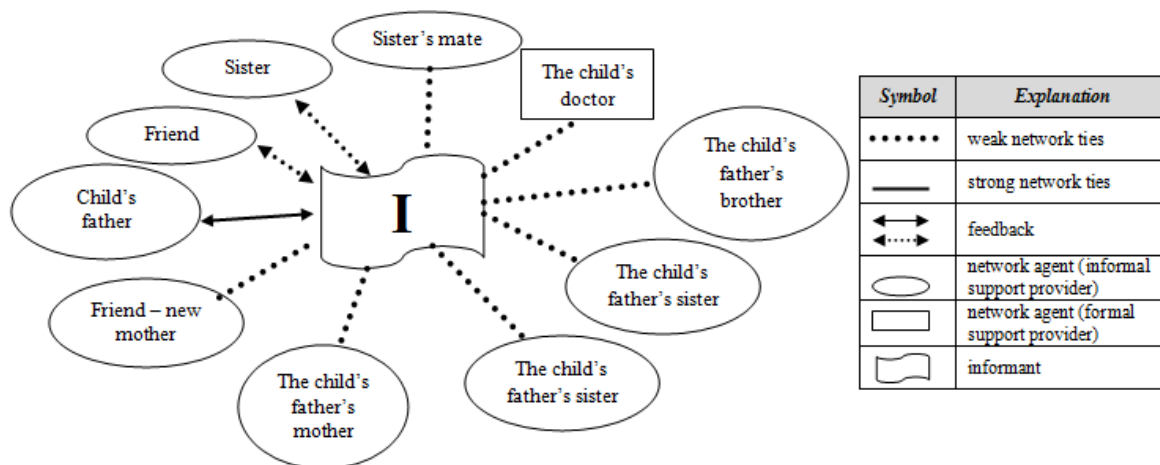 Sister's mate
Sister
The child's
doctor
Friend
The child's
father's
brother
Child's
father
I
The child's
father's sister
Friend – new
mother
The child's
father's
mother
The child's
father's sister
Symbol Explanation
weak network ties
strong network ties
feedback
network agent (informal
support provider)
network agent (formal
support provider)
informant